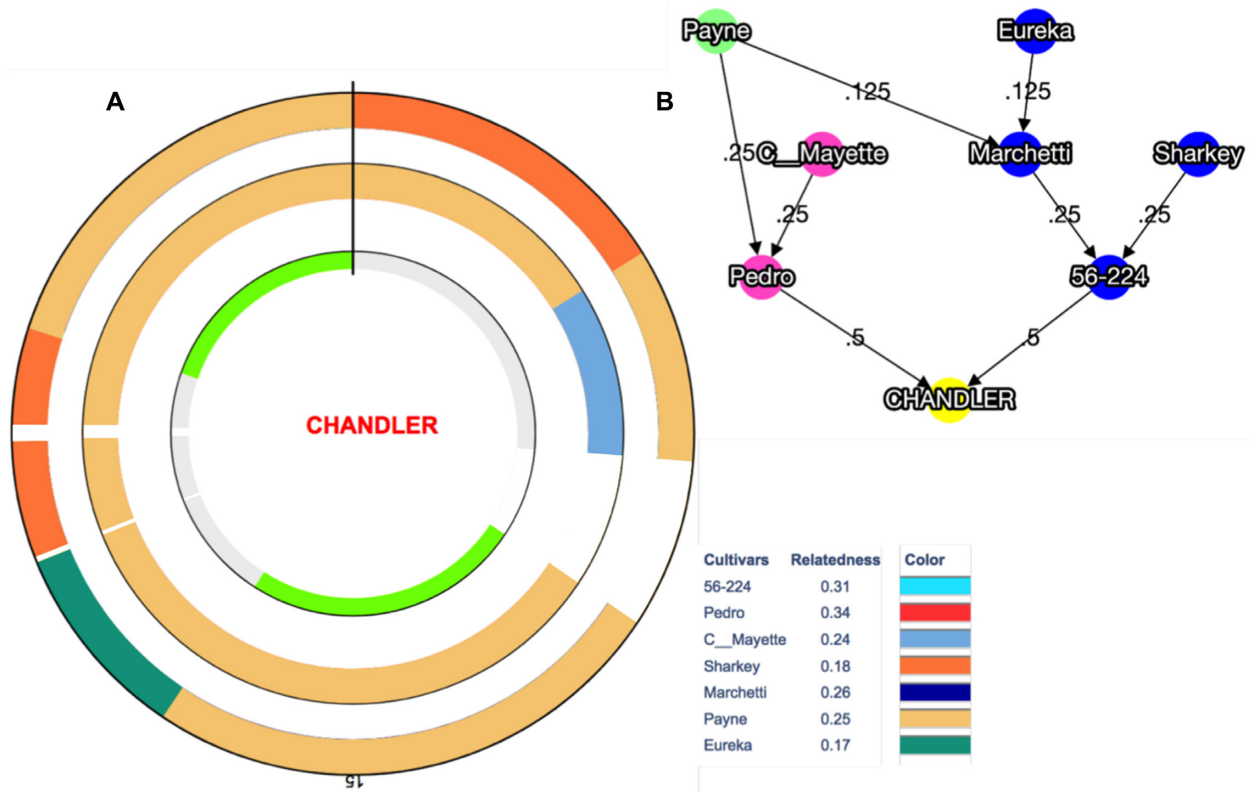 A
CHANDLER
15
B
Payne
Eureka
.125
.125
.25
C__Mayette
Marchetti
Sharkey
.25
.25
.25
Pedro
56-224
.5
.5
CHANDLER
Cultivars Relatedness Color
56-224 0.31
Pedro 0.34
C__Mayette 0.24
Sharkey 0.18
Marchetti 0.26
Payne 0.25
Eureka 0.17